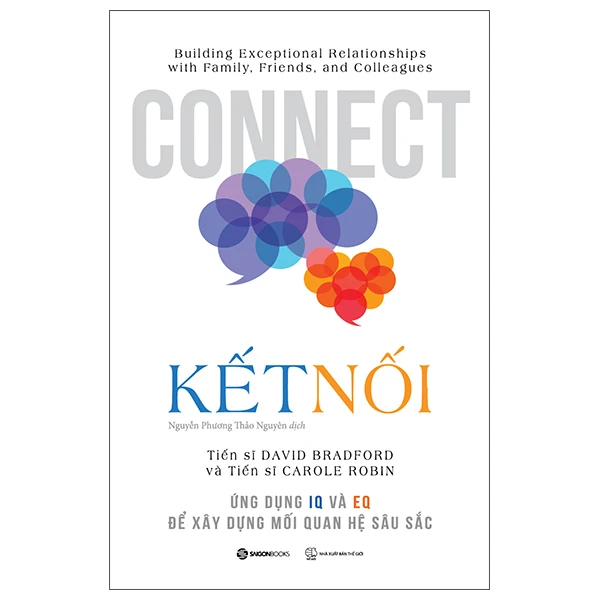 Building Exceptional Relationships
with Family, Friends, and Colleagues
CONNECT
KẾT NỐI
Nguyễn Phương Thảo Nguyên dịch
Tiến sĩ DAVID BRADFORD
và Tiến sĩ CAROLE ROBIN
ỨNG DỤNG IQ VÀ EQ
ĐỂ XÂY DỰNG MỐI QUAN HỆ SÂU SẮC
SAIGONBOOKS
NHÀ XUẤT BẢN THẾ GIỚI